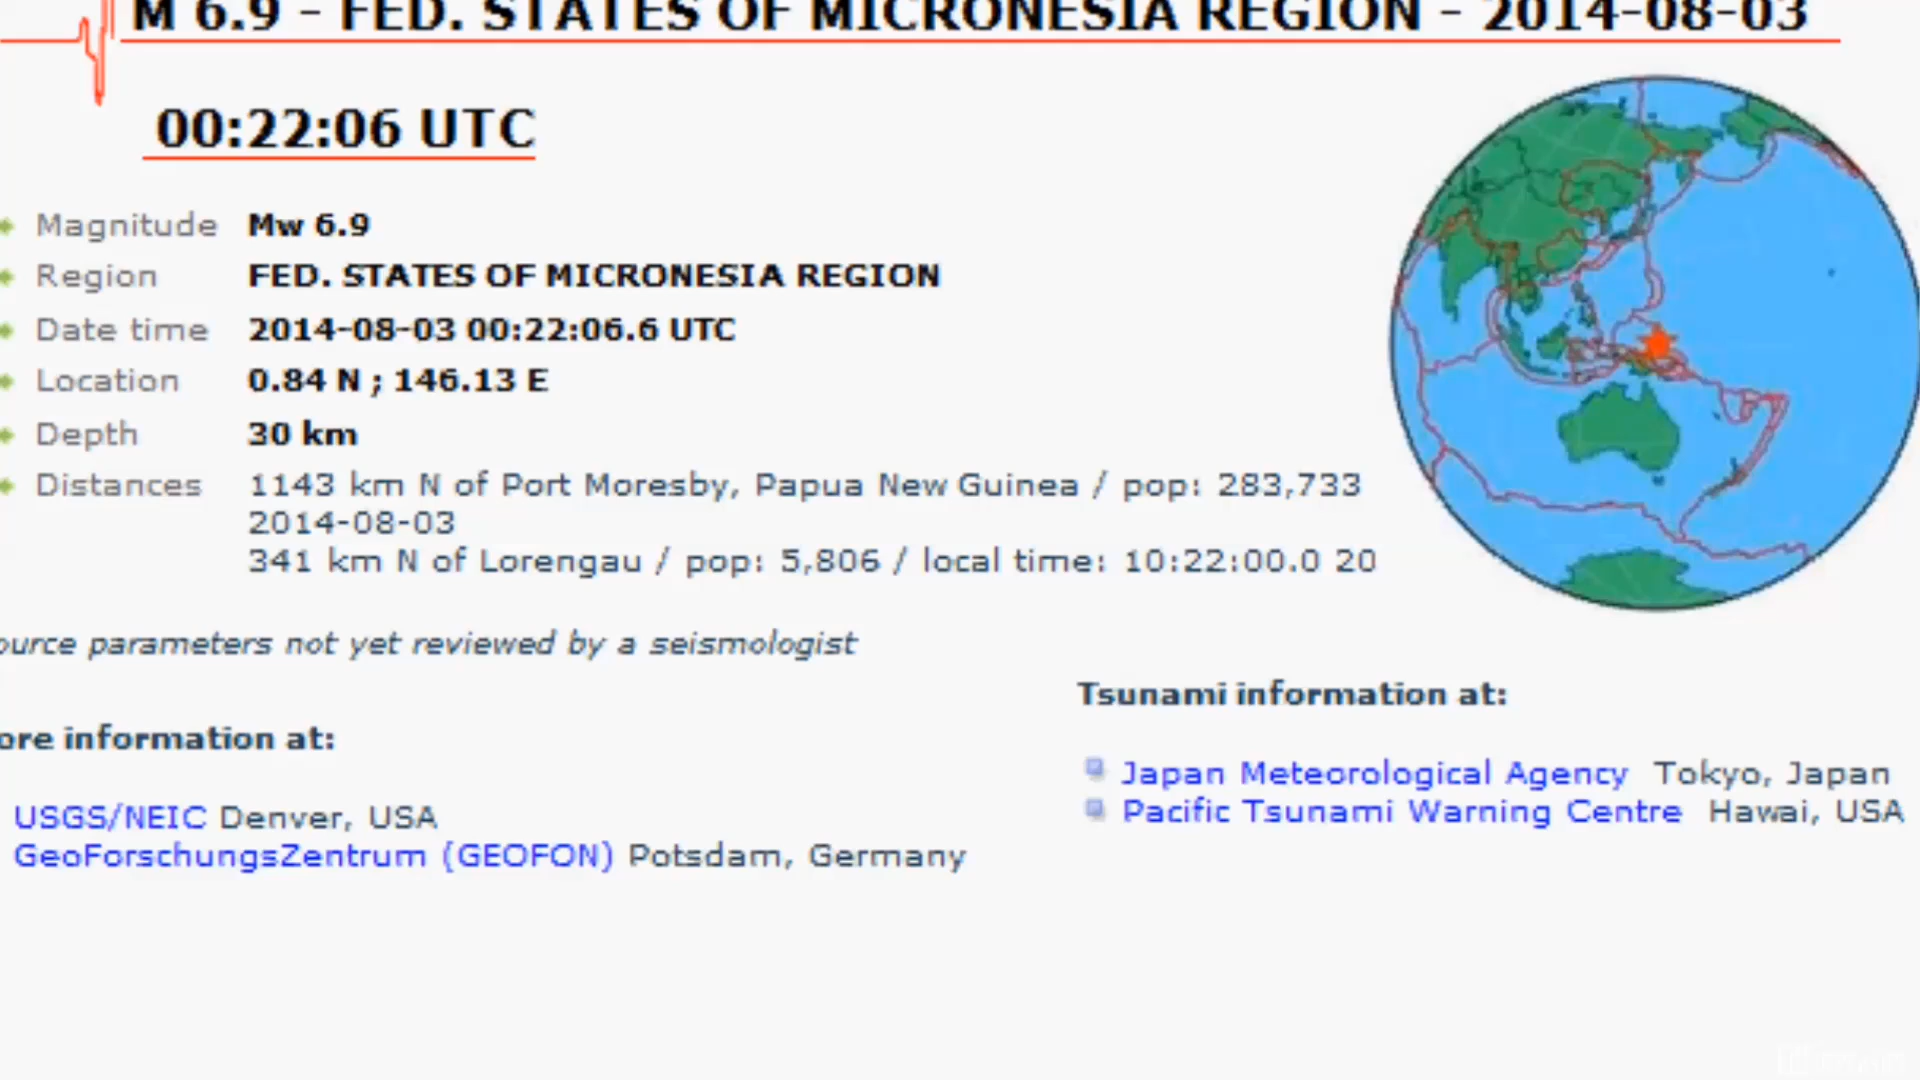 M 6.9 - FED. STATES OF MICRONESIA REGION - 2014-08-03
00:22:06 UTC
Magnitude Mw 6.9
Region FED. STATES OF MICRONESIA REGION
Date time 2014-08-03 00:22:06.6 UTC
Location 0.84 N ; 146.13 E
Depth 30 km
Distances 1143 km N of Port Moresby, Papua New Guinea / pop: 283,733
2014-08-03
341 km N of Lorengau / pop: 5,806 / local time: 10:22:00.0 20
ource parameters not yet reviewed by a seismologist
Tsunami information at:
ore information at:
Japan Meteorological Agency Tokyo, Japan
Pacific Tsunami Warning Centre Hawai, USA
USGS/NEIC Denver, USA
GeoForschungsZentrum (GEOFON) Potsdam, Germany